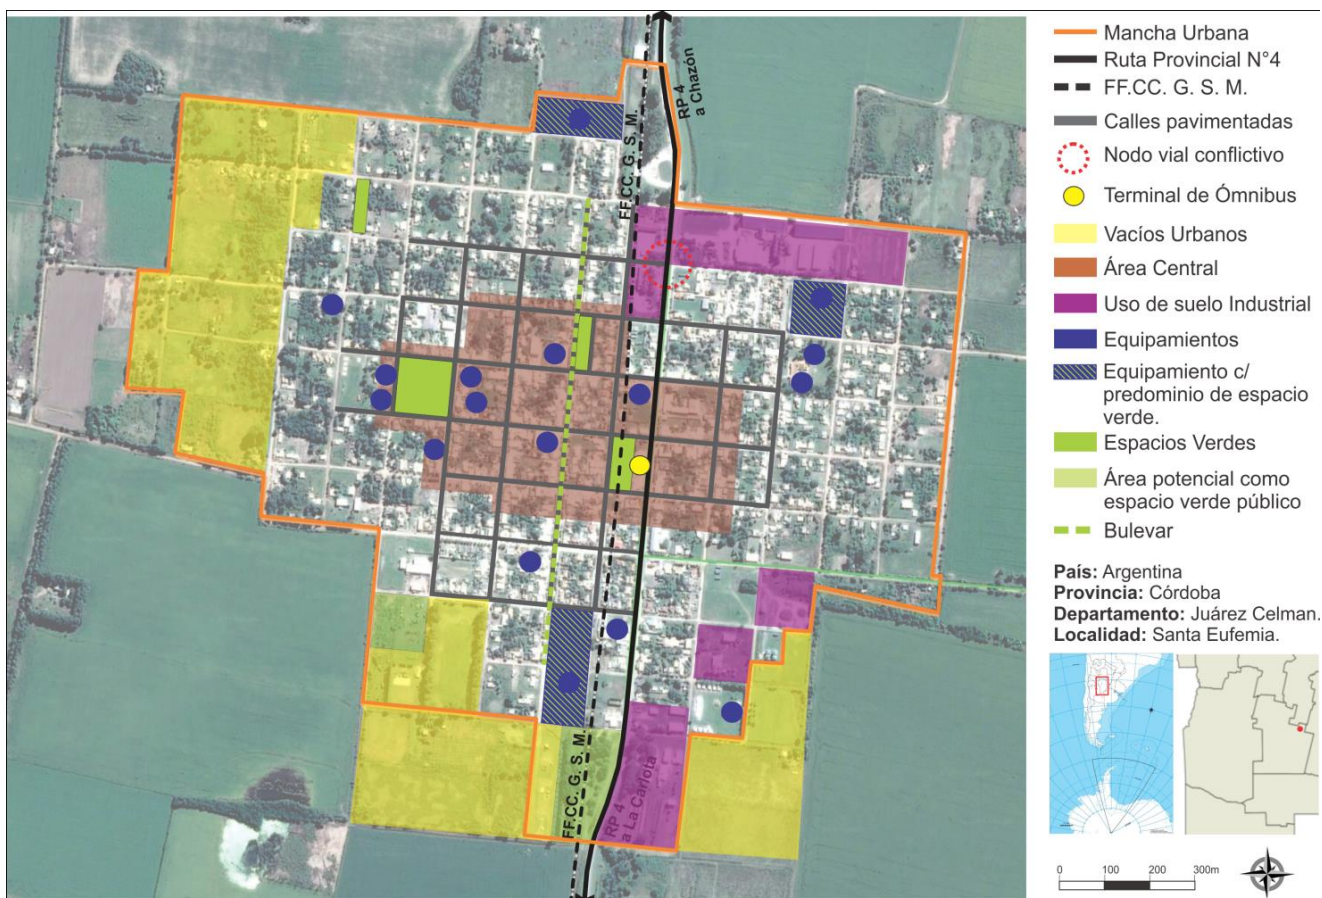 RP 4
a Chazón
FF.CC. G. S. M.
FF.CC. G. S. M.
RP 4
a La Carlota
Mancha Urbana
Ruta Provincial N°4
FF.CC. G. S. M.
Calles pavimentadas
Nodo vial conflictivo
Terminal de Ómnibus
Vacíos Urbanos
Área Central
Uso de suelo Industrial
Equipamientos
Equipamiento c/
predominio de espacio
verde.
Espacios Verdes
Área potencial como
espacio verde público
Bulevar
País: Argentina
Provincia: Córdoba
Departamento: Juárez Celman.
Localidad: Santa Eufemia.
0 100 200 300m